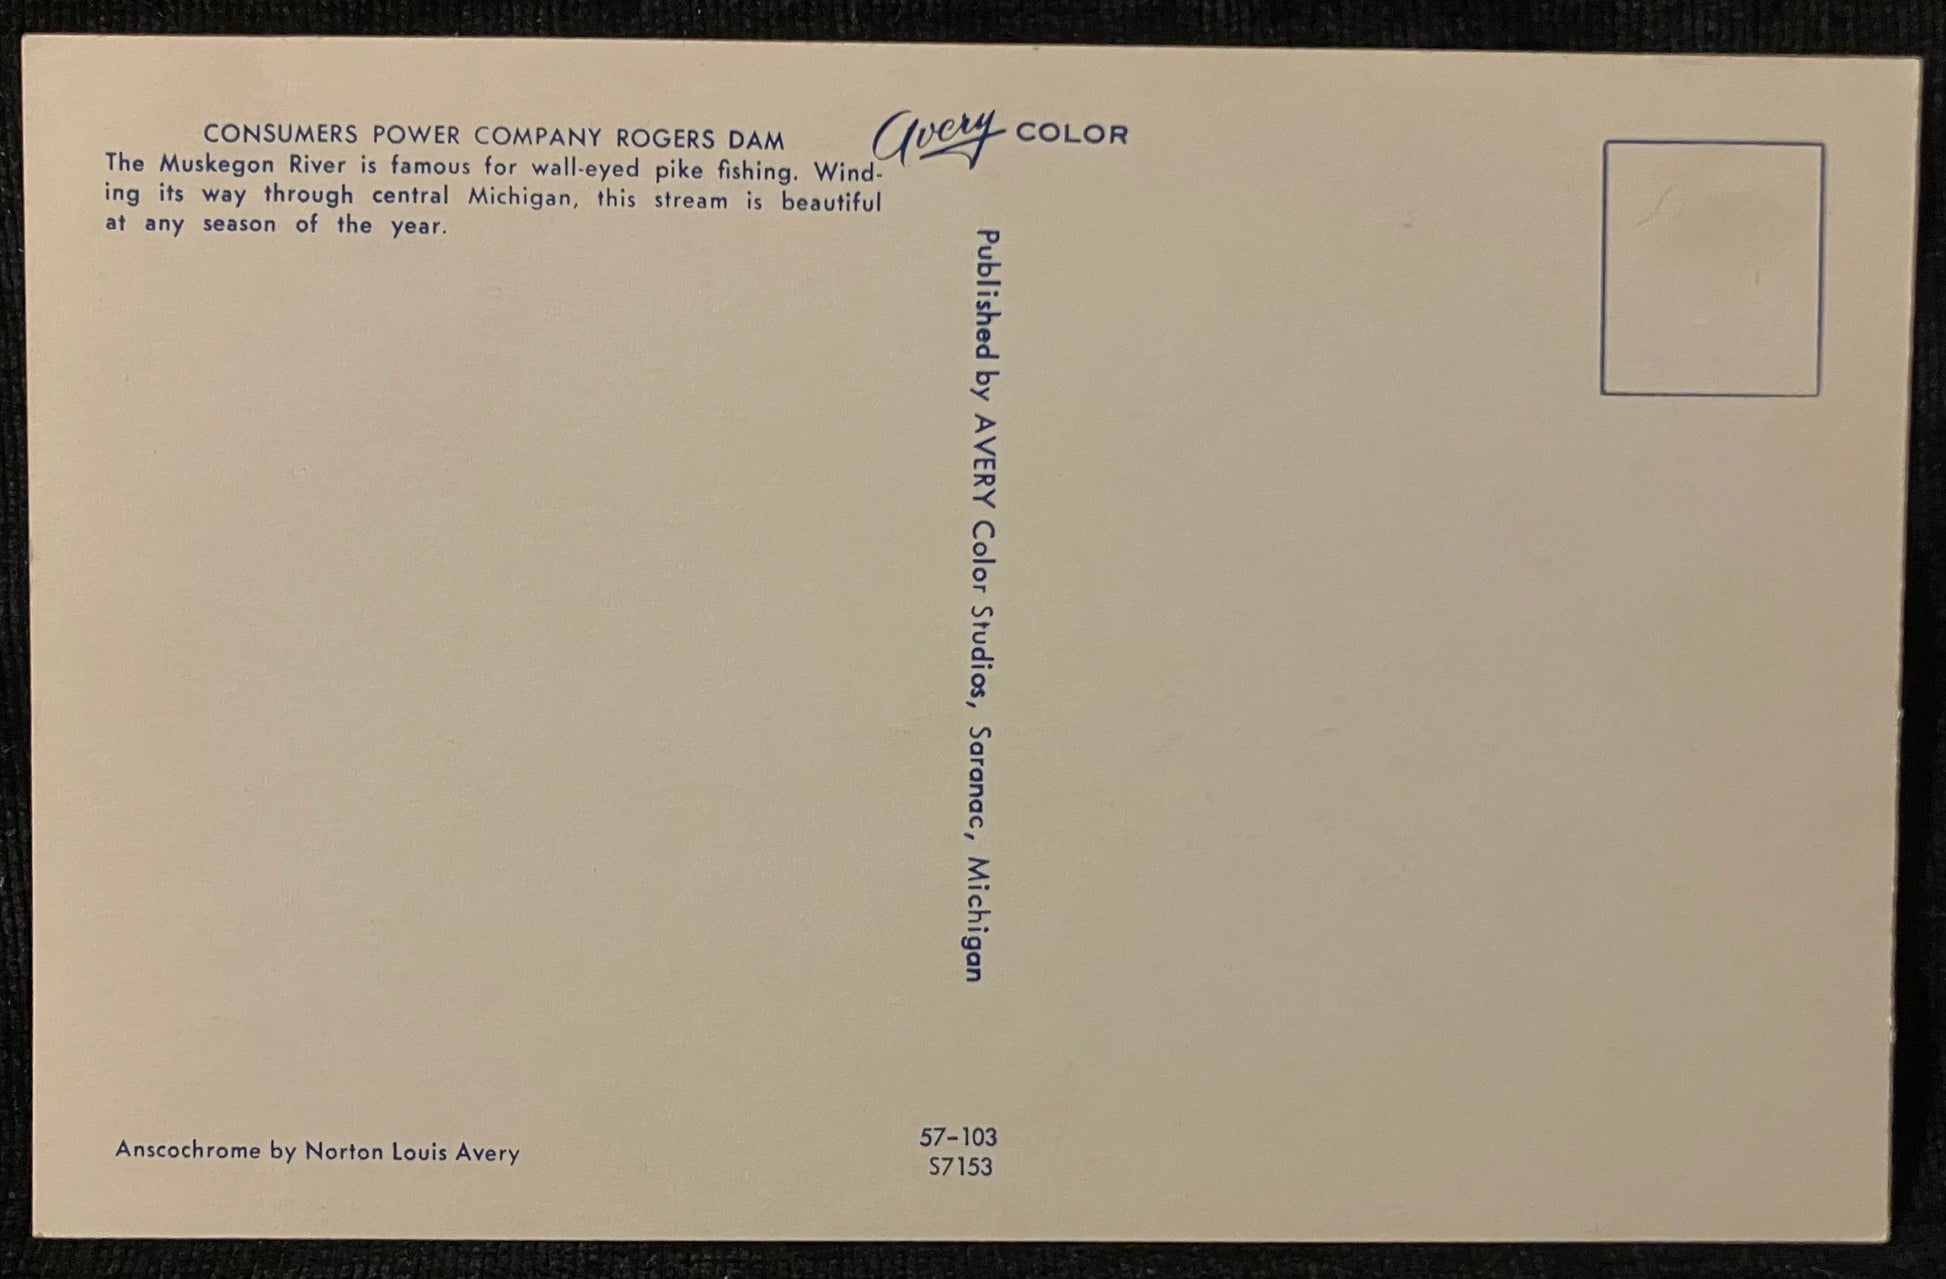 CONSUMERS POWER COMPANY ROGERS DAM
The Muskegon River is famous for wall-eyed pike fishing. Wind-
ing its way through central Michigan, this stream is beautiful
at any season of the year.
Avery COLOR
Published by AVERY Color Studios, Saranac, Michigan
Anscochrome by Norton Louis Avery
57-103
S7153